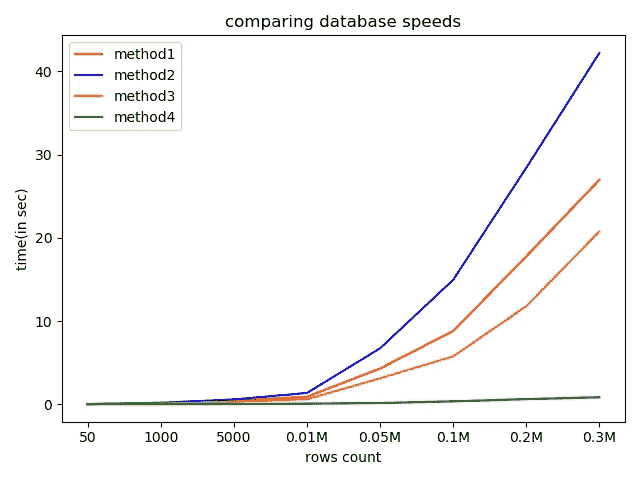 comparing database speeds
method1
method2
method3
method4
time(in sec)
40
30
20
10
0
50 1000 5000 0.01M 0.05M 0.1M 0.2M 0.3M
rows count